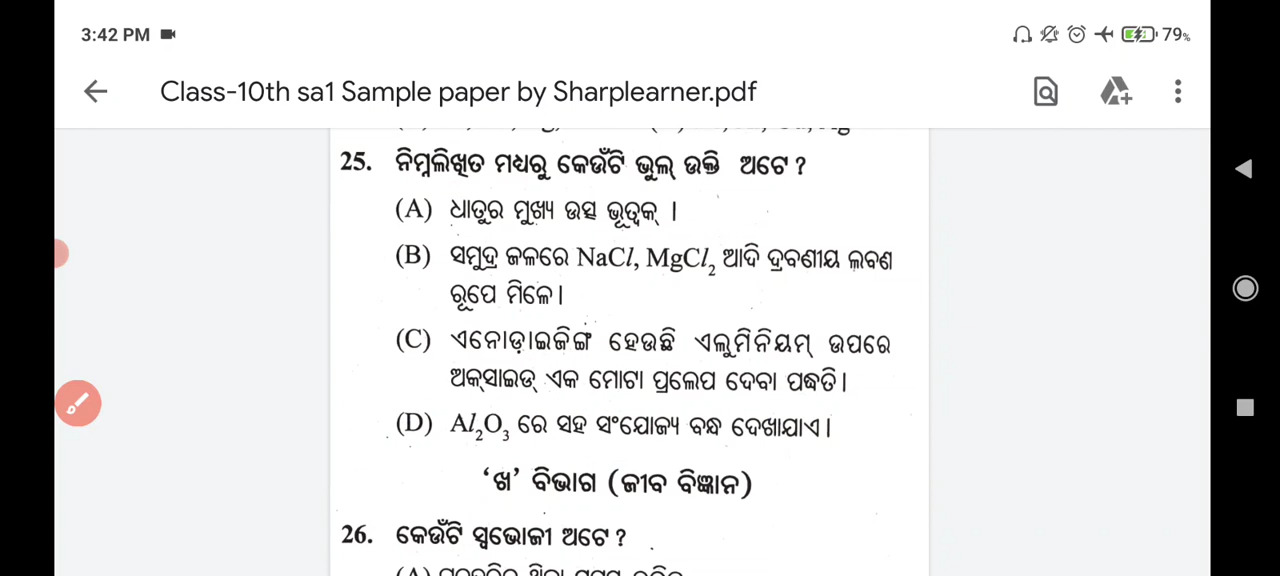 3:42 PM
79%
Class-10th sa1 Sample paper by Sharplearner.pdf
25. ନିମ୍ନଲିଖିତ ମଧ୍ୟରୁ କେଉଁଟି ଭୁଲ୍ ଉକ୍ତି ଅଟେ ?
(A) ଧାତୁର ମୁଖ୍ୟ ଉତ୍ସ ଭୂତ୍ୱକ୍ ।
(B) ସମୁଦ୍ର ଜଳରେ NaCl, MgCl₂ ଆଦି ଦ୍ରବଣୀୟ ଲବଣ
ରୂପେ ମିଳେ।
(C) ଏନୋଡ଼ାଇଜିଙ୍ଗ ହେଉଛି ଏଲୁମିନିୟମ୍ ଉପରେ
ଅକ୍ସାଇଡ୍ ଏକ ମୋଟା ପ୍ରଲେପ ଦେବା ପଦ୍ଧତି।
(D) Al₂O₃ ରେ ସହ ସଂଯୋଜ୍ୟ ବନ୍ଧ ଦେଖାଯାଏ।
‘ଖ’ ବିଭାଗ (ଜୀବ ବିଜ୍ଞାନ)
26. କେଉଁଟି ସ୍ୱଭୋଜୀ ଅଟେ ?
(A)